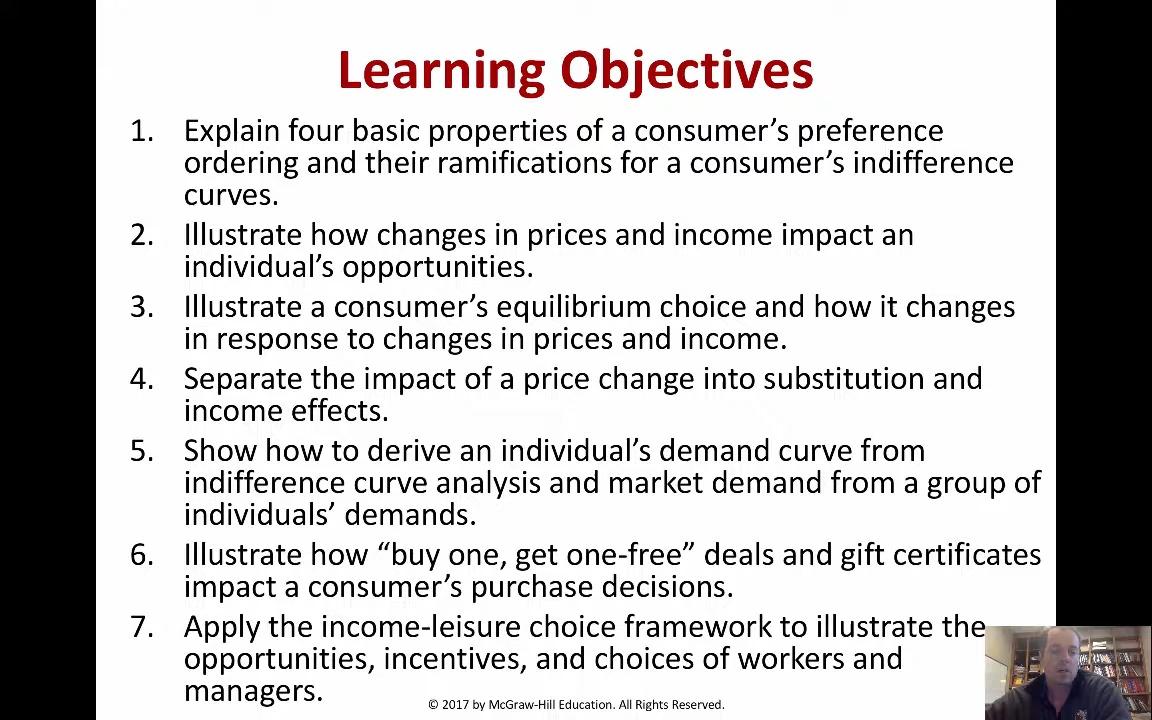 Learning Objectives
1. Explain four basic properties of a consumer’s preference
ordering and their ramifications for a consumer’s indifference
curves.
2. Illustrate how changes in prices and income impact an
individual’s opportunities.
3. Illustrate a consumer’s equilibrium choice and how it changes
in response to changes in prices and income.
4. Separate the impact of a price change into substitution and
income effects.
5. Show how to derive an individual’s demand curve from
indifference curve analysis and market demand from a group of
individuals’ demands.
6. Illustrate how “buy one, get one-free” deals and gift certificates
impact a consumer’s purchase decisions.
7. Apply the income-leisure choice framework to illustrate the
opportunities, incentives, and choices of workers and
managers.
© 2017 by McGraw-Hill Education. All Rights Reserved.